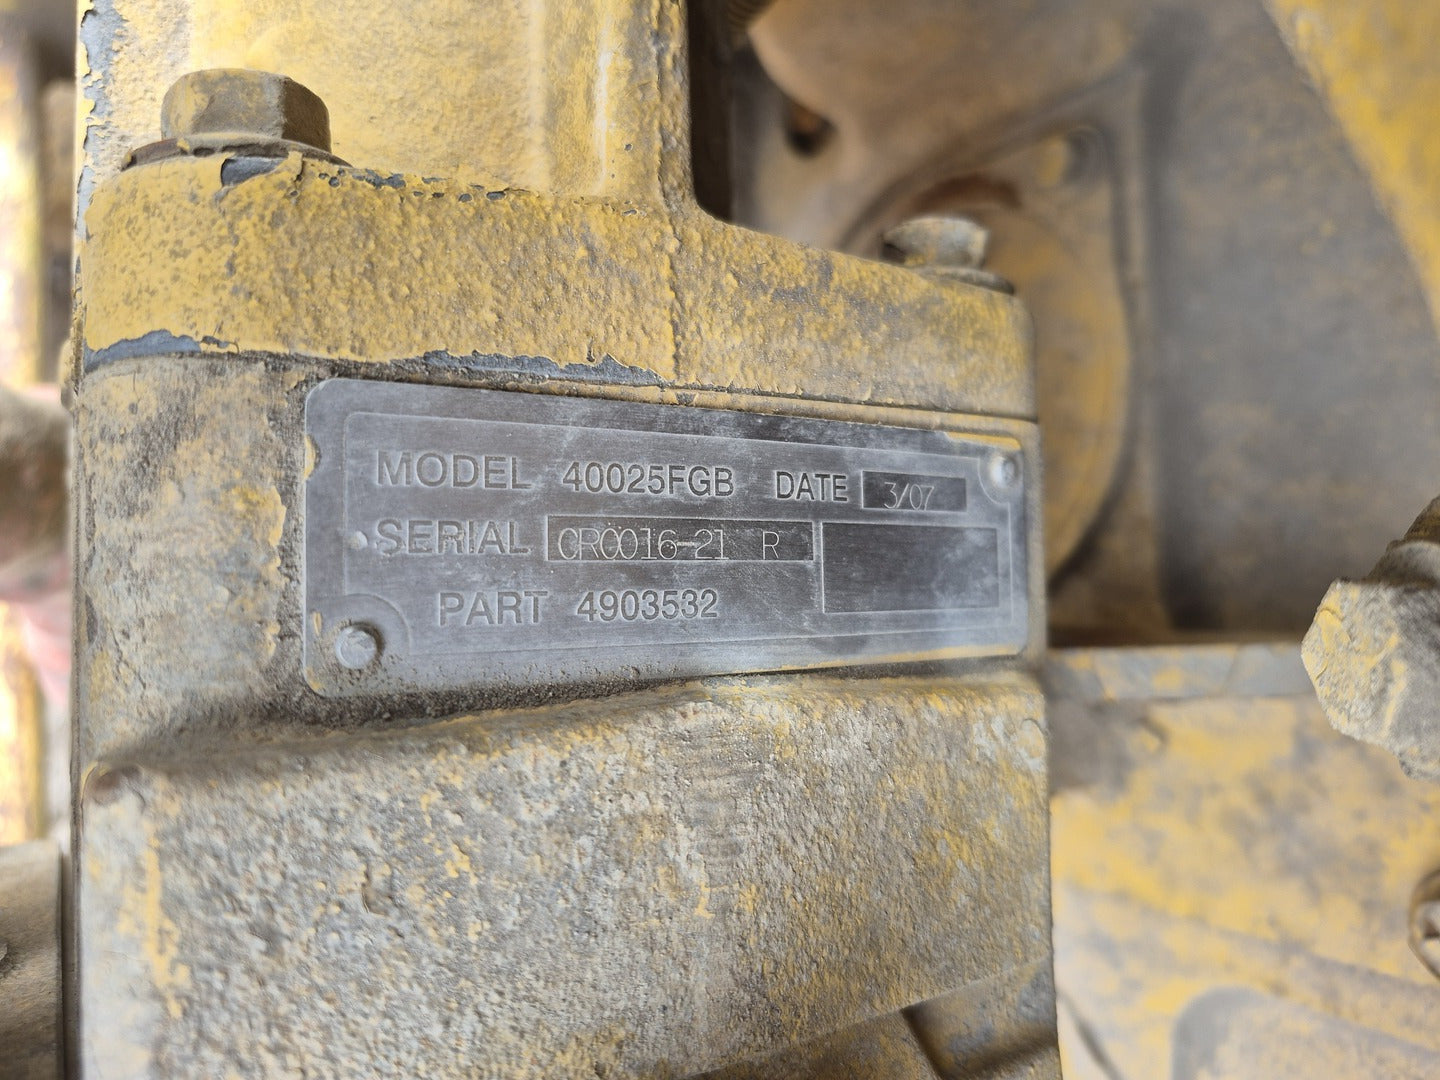 MODEL 40025FGB DATE 3/07
SERIAL CR0016-21 R
PART 4903532